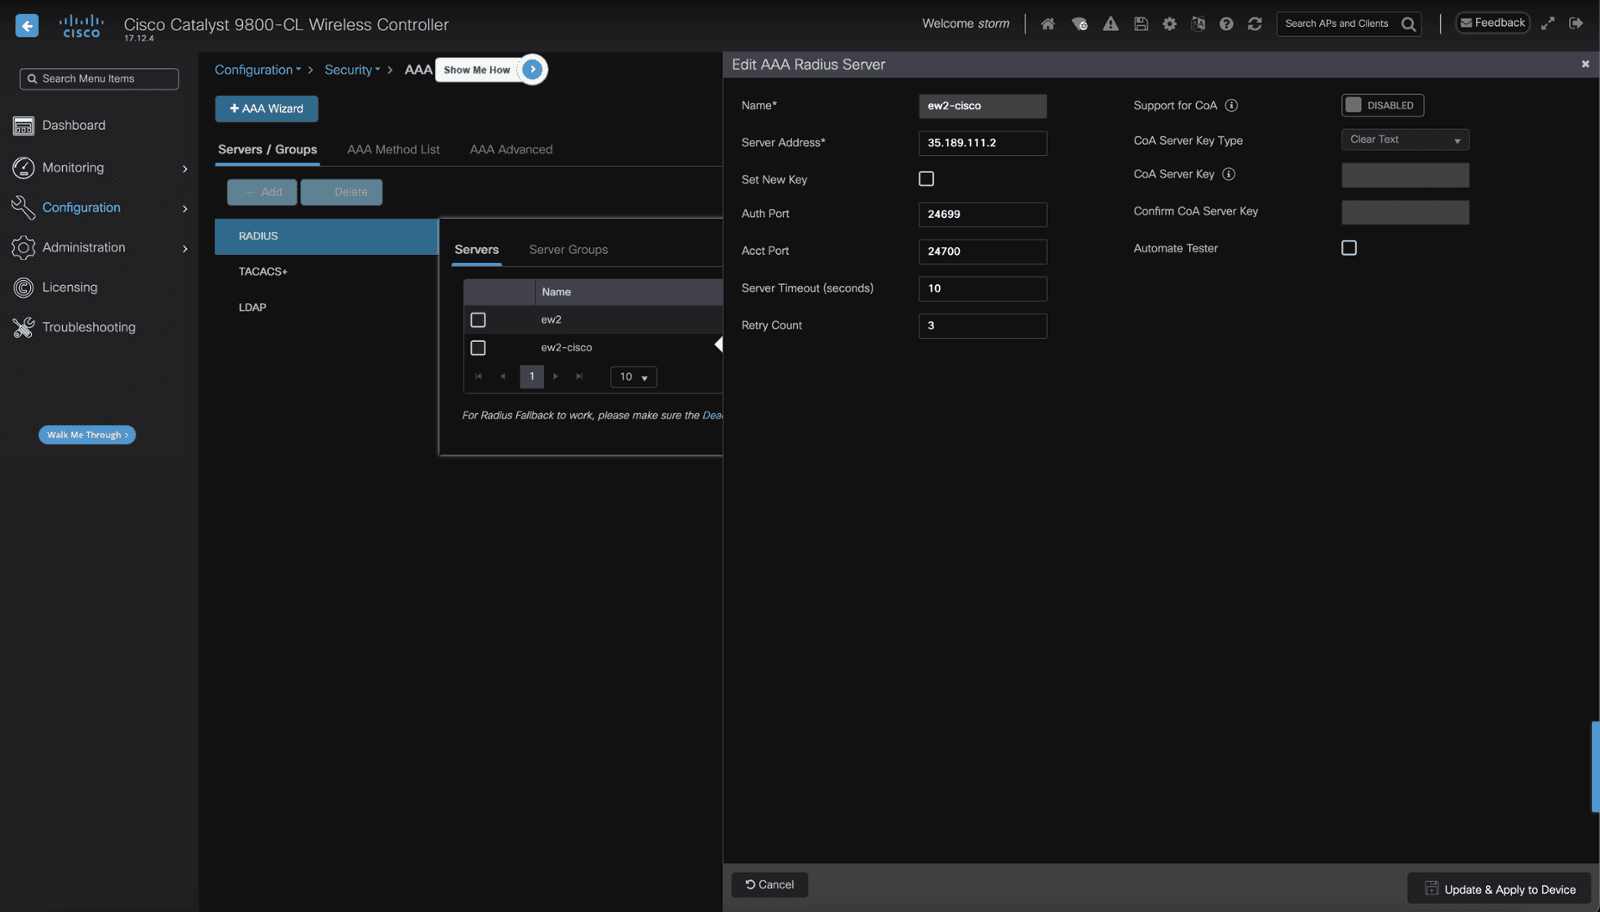 Cisco Catalyst 9800-CL Wireless Controller
cisco
17.12.4
Welcome storm
Search APs and Clients
Feedback
Search Menu Items
Dashboard
Monitoring
Configuration
Administration
Licensing
Troubleshooting
Walk Me Through >
Configuration > Security > AAA
Show Me How
+ AAA Wizard
Servers / Groups AAA Method List AAA Advanced
Add Delete
RADIUS
TACACS+
LDAP
Servers Server Groups
Name
ew2
ew2-cisco
1 10
For Radius Fallback to work, please make sure the
Edit AAA Radius Server
Name* ew2-cisco
Server Address* 35.189.111.2
Set New Key
Auth Port 24699
Acct Port 24700
Server Timeout (seconds) 10
Retry Count 3
Support for CoA DISABLED
CoA Server Key Type Clear Text
CoA Server Key
Confirm CoA Server Key
Automate Tester
Cancel
Update & Apply to Device